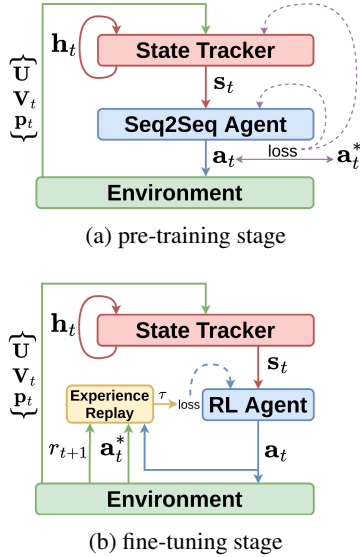 h_t
State Tracker
{U
V_t
p_t}
s_t
Seq2Seq Agent
a_t
loss
a_t^*
Environment
(a) pre-training stage
h_t
State Tracker
{U
V_t
p_t}
s_t
Experience
Replay
τ
loss
RL Agent
r_{t+1}
a_t^*
a_t
Environment
(b) fine-tuning stage